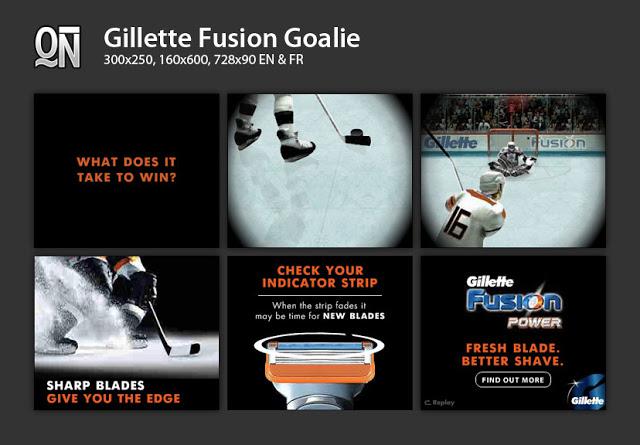 QN
Gillette Fusion Goalie
300x250, 160x600, 728x90 EN & FR
WHAT DOES IT
TAKE TO WIN?
Gillette
Fusion
16
SHARP BLADES
GIVE YOU THE EDGE
CHECK YOUR
INDICATOR STRIP
When the strip fades it
may be time for NEW BLADES
Gillette
Fusion
POWER
FRESH BLADE.
BETTER SHAVE.
FIND OUT MORE
Replay
Gillette